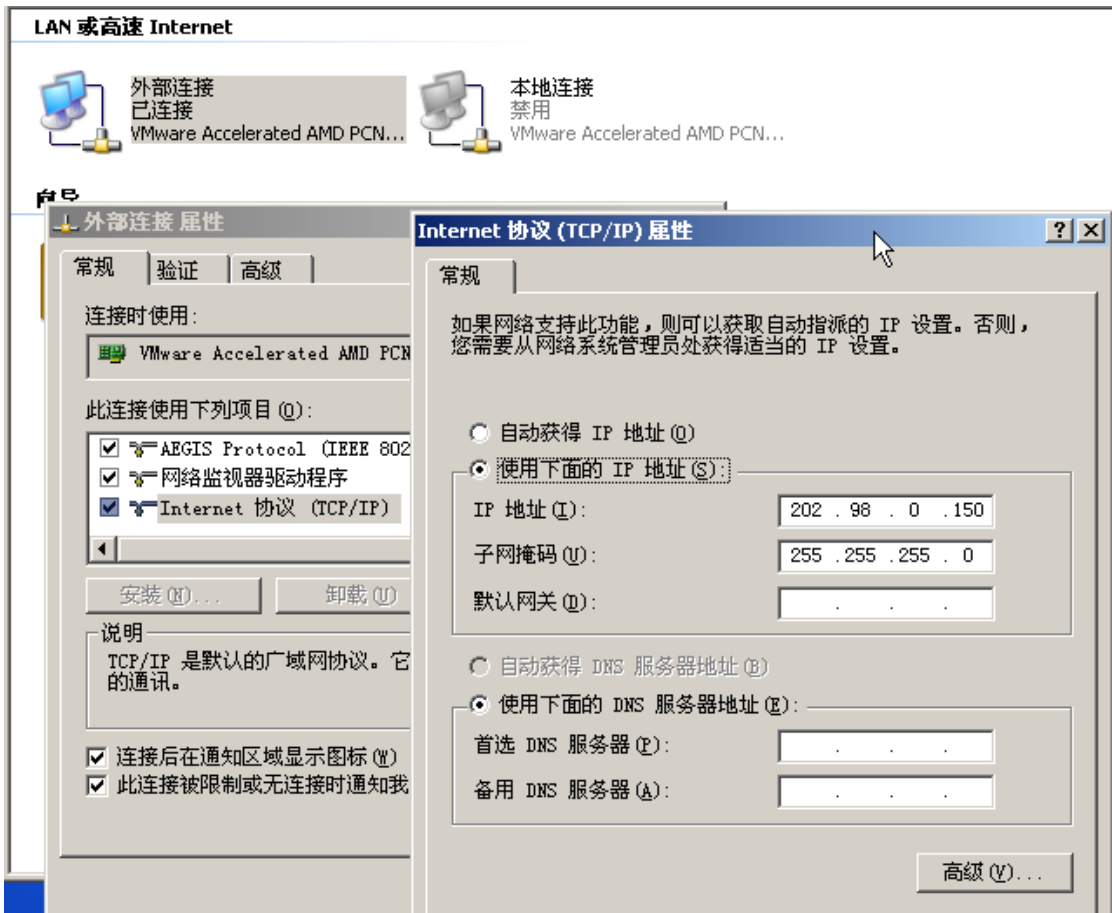 LAN 或高速 Internet
外部连接
已连接
VMware Accelerated AMD PCN...
本地连接
禁用
VMware Accelerated AMD PCN...
向导
外部连接 属性
常规
验证
高级
连接时使用:
VMware Accelerated AMD PCN
此连接使用下列项目(O):
AEGIS Protocol (IEEE 802
网络监视器驱动程序
Internet 协议 (TCP/IP)
安装(N)...
卸载(U)
说明
TCP/IP 是默认的广域网协议。它
的通讯。
连接后在通知区域显示图标(W)
此连接被限制或无连接时通知我
Internet 协议 (TCP/IP) 属性
常规
如果网络支持此功能，则可以获取自动指派的 IP 设置。否则，
您需要从网络系统管理员处获得适当的 IP 设置。
自动获得 IP 地址(O)
使用下面的 IP 地址(S):
IP 地址(I): 202 . 98 . 0 .150
子网掩码(U): 255 .255 .255 . 0
默认网关(D): . . .
自动获得 DNS 服务器地址(B)
使用下面的 DNS 服务器地址(E):
首选 DNS 服务器(P): . . .
备用 DNS 服务器(A): . . .
高级(V)...